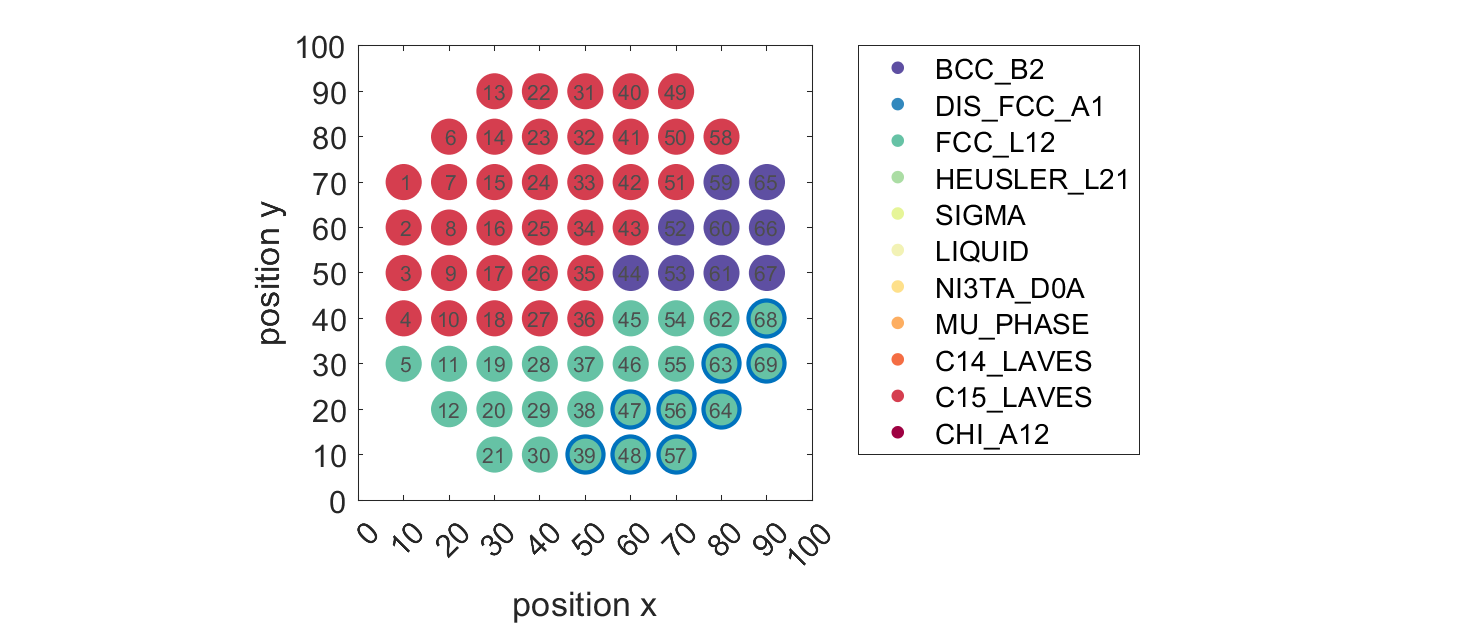 100
90
80
70
60
50
40
30
20
10
0
position y
13 22 31 40 49
6 14 23 32 41 50 58
1 7 15 24 33 42 51 59 65
2 8 16 25 34 43 52 60 66
3 9 17 26 35 44 53 61 67
4 10 18 27 36 45 54 62 68
5 11 19 28 37 46 55 63 69
12 20 29 38 47 56 64
21 30 39 48 57
0 10 20 30 40 50 60 70 80 90 100
position x
BCC_B2
DIS_FCC_A1
FCC_L12
HEUSLER_L21
SIGMA
LIQUID
NI3TA_D0A
MU_PHASE
C14_LAVES
C15_LAVES
CHI_A12